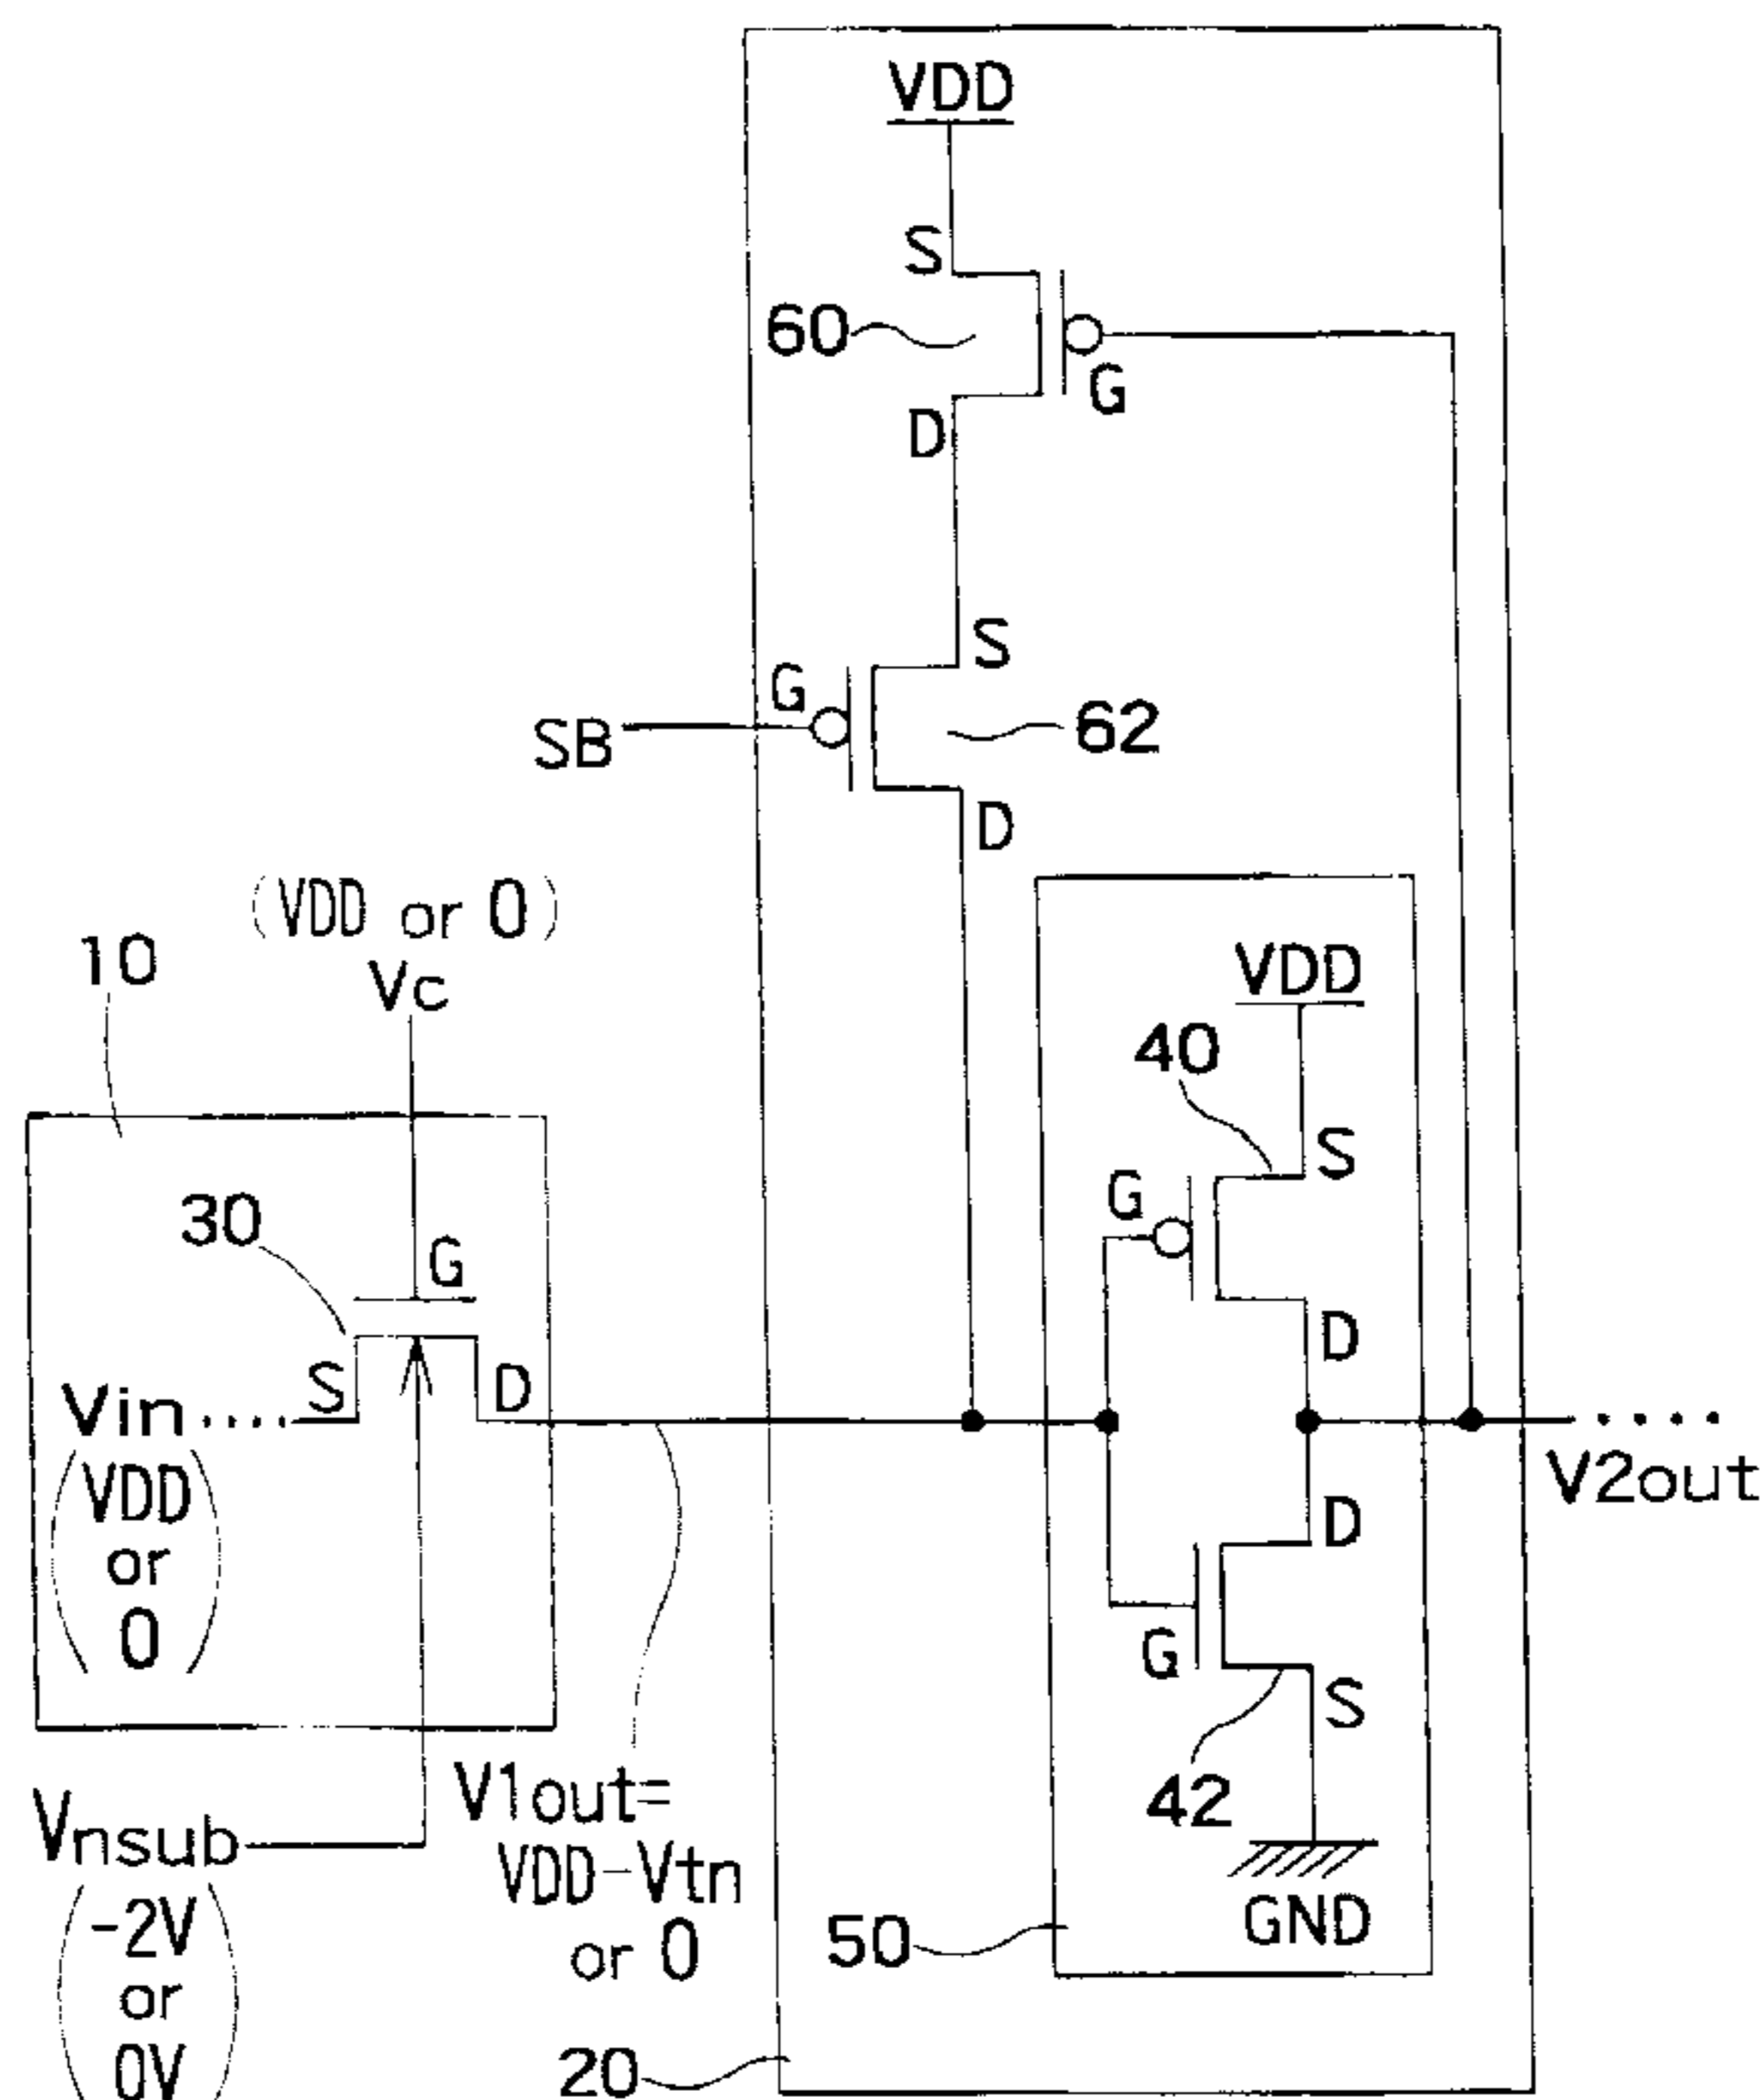 VDD
S
60
G
D
S
G
62
SB
D
(VDD or 0)
10
Vc
VDD
40
S
G
30
G
D
S
D
Vin
V2out
(VDD
or
0)
D
G
S
V1out=
42
Vnsub
VDD-Vtn
(-2V
or 0
50
GND
or
0V)
20